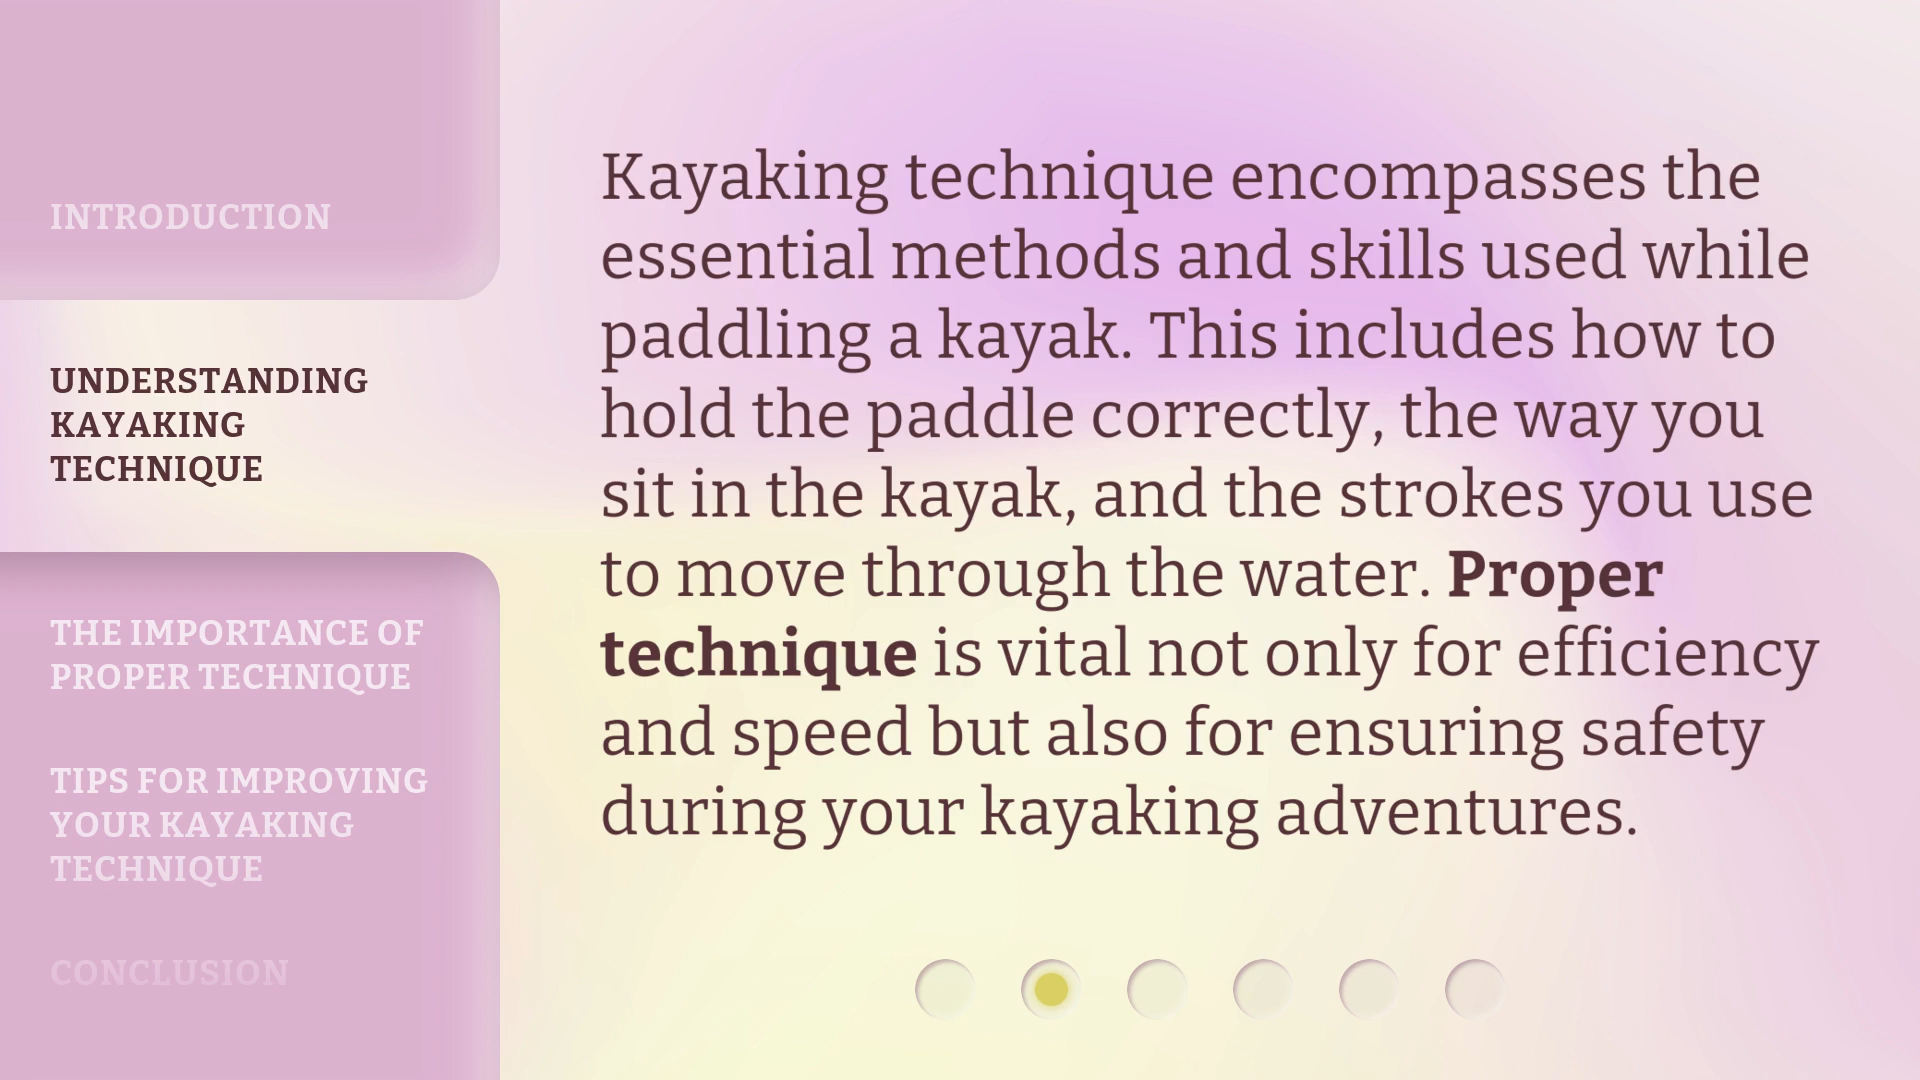 INTRODUCTION
UNDERSTANDING
KAYAKING
TECHNIQUE
THE IMPORTANCE OF
PROPER TECHNIQUE
TIPS FOR IMPROVING
YOUR KAYAKING
TECHNIQUE
CONCLUSION
Kayaking technique encompasses the
essential methods and skills used while
paddling a kayak. This includes how to
hold the paddle correctly, the way you
sit in the kayak, and the strokes you use
to move through the water. Proper
technique is vital not only for efficiency
and speed but also for ensuring safety
during your kayaking adventures.